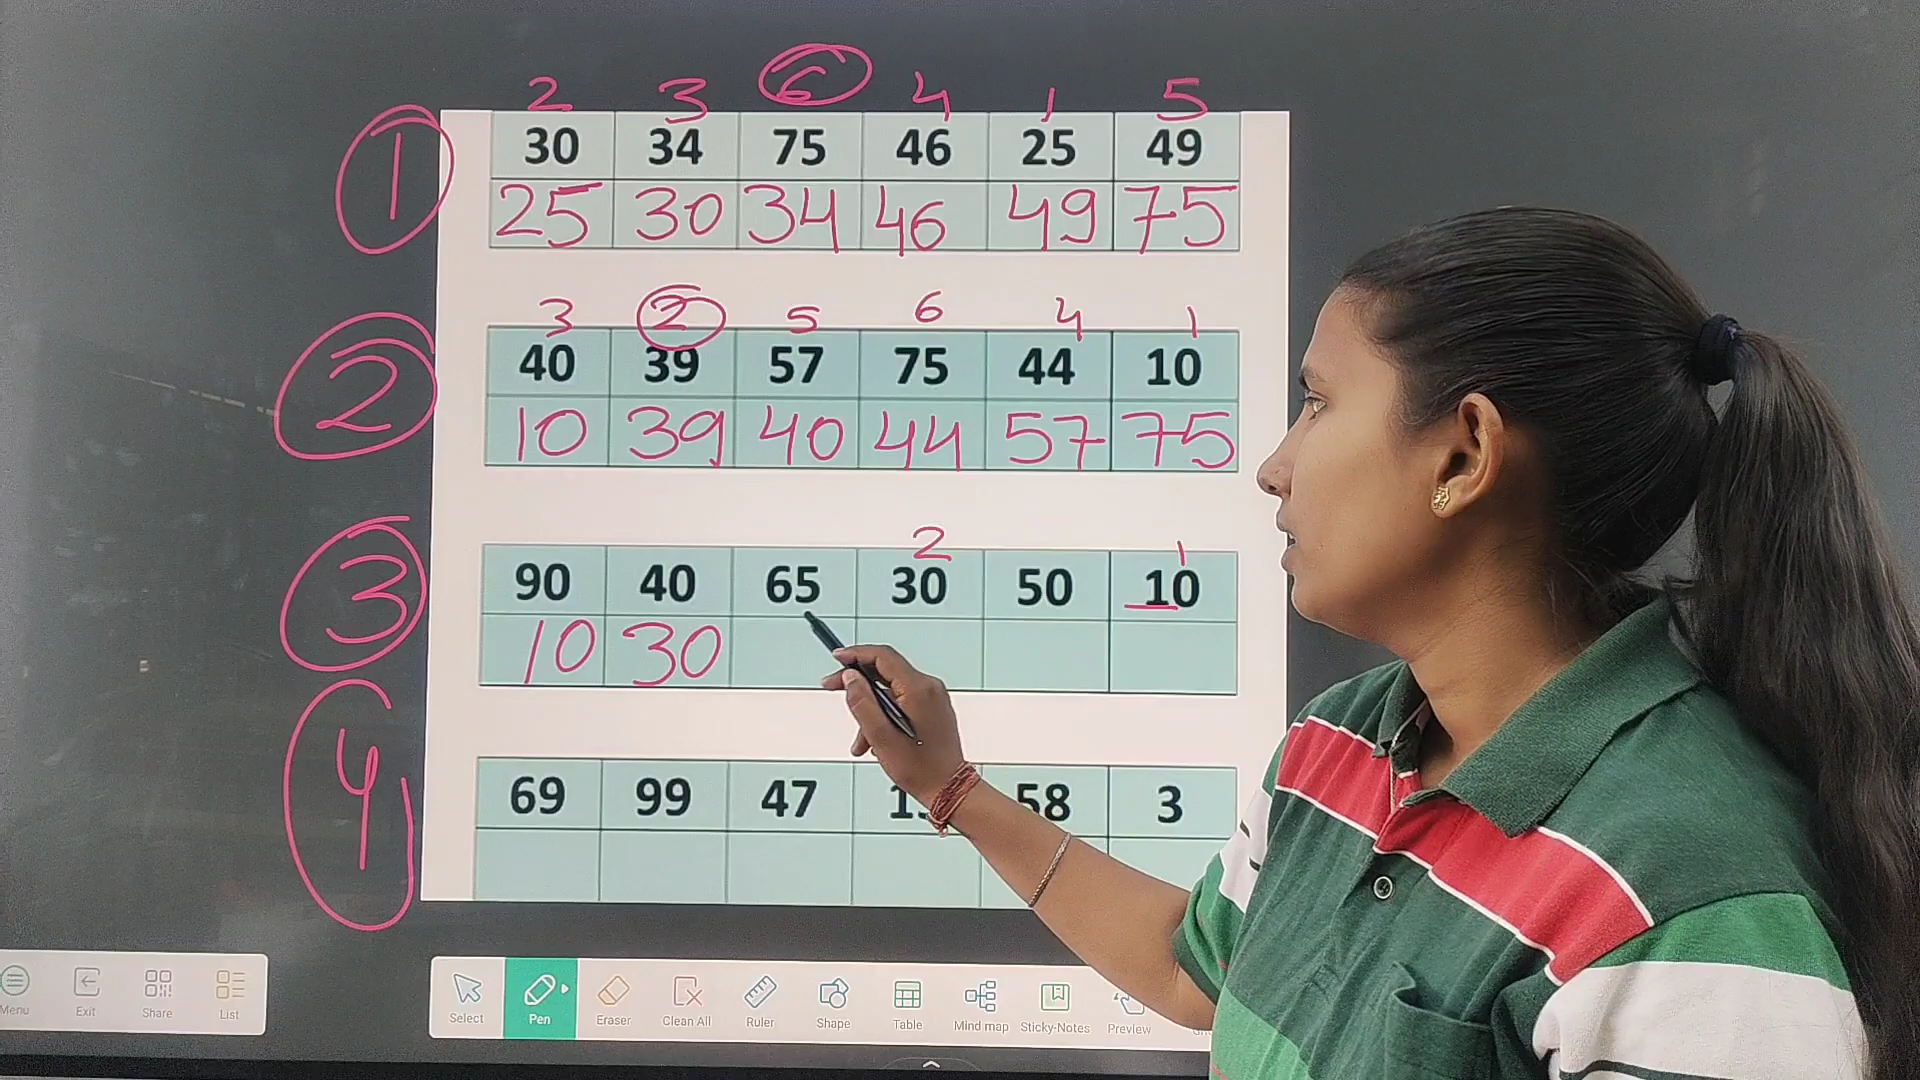 2 3 6 4 1 5
1 30 34 75 46 25 49
25 30 34 46 49 75
3 2 5 6 4 1
2 40 39 57 75 44 10
10 39 40 44 57 75
2 1
3 90 40 65 30 50 10
10 30
4 69 99 47 58 3
Menu Exit Share List Select Pen Eraser Clean All Ruler Shape Table Mind map Sticky-Notes Preview